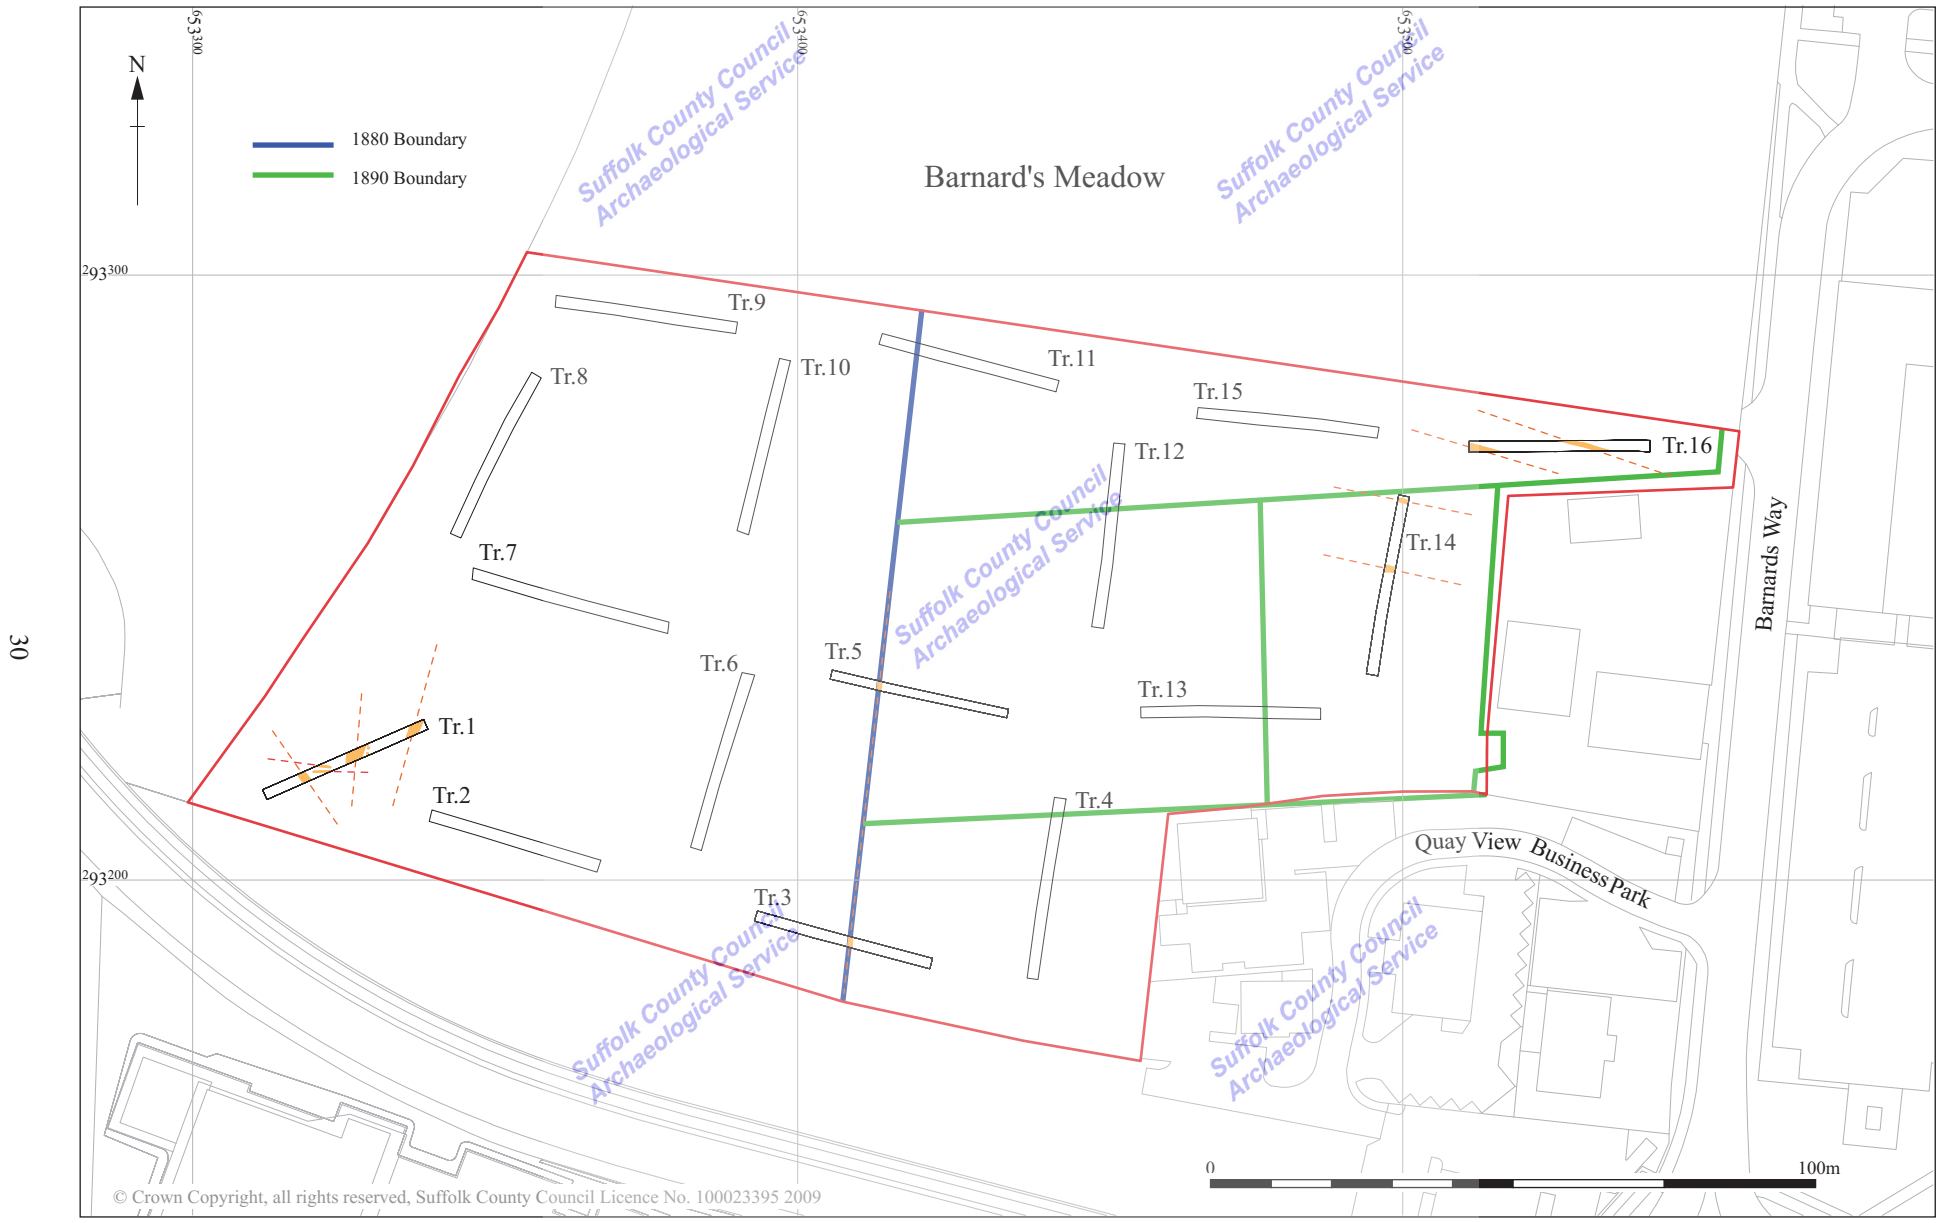 653300
653400
653500
N
1880 Boundary
1890 Boundary
Suffolk County Council
Archaeological Service
Suffolk County Council
Archaeological Service
Barnard's Meadow
293300
Tr.9
Tr.11
Tr.10
Tr.8
Tr.15
Tr.16
Tr.12
Suffolk County Council
Archaeological Service
Tr.14
Tr.7
Barnards Way
30
Tr.5
Tr.6
Tr.13
Tr.1
Tr.2
Tr.4
Quay View Business Park
293200
Tr.3
Suffolk County Council
Archaeological Service
Suffolk County Council
Archaeological Service
0
100m
© Crown Copyright, all rights reserved, Suffolk County Council Licence No. 100023395 2009